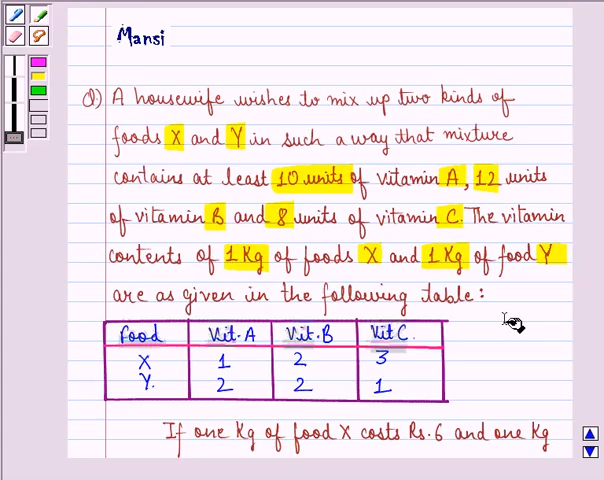 Mansi
Q) A housewife wishes to mix up two kinds of
foods X and Y in such a way that mixture
contains at least 10 units of vitamin A, 12 units
of vitamin B and 8 units of vitamin C. The vitamin
contents of 1 Kg of foods X and 1 Kg of food Y
are as given in the following table:
Food Vit. A Vit. B Vit C.
X 1 2 3
Y. 2 2 1
If one Kg of food X costs Rs. 6 and one Kg